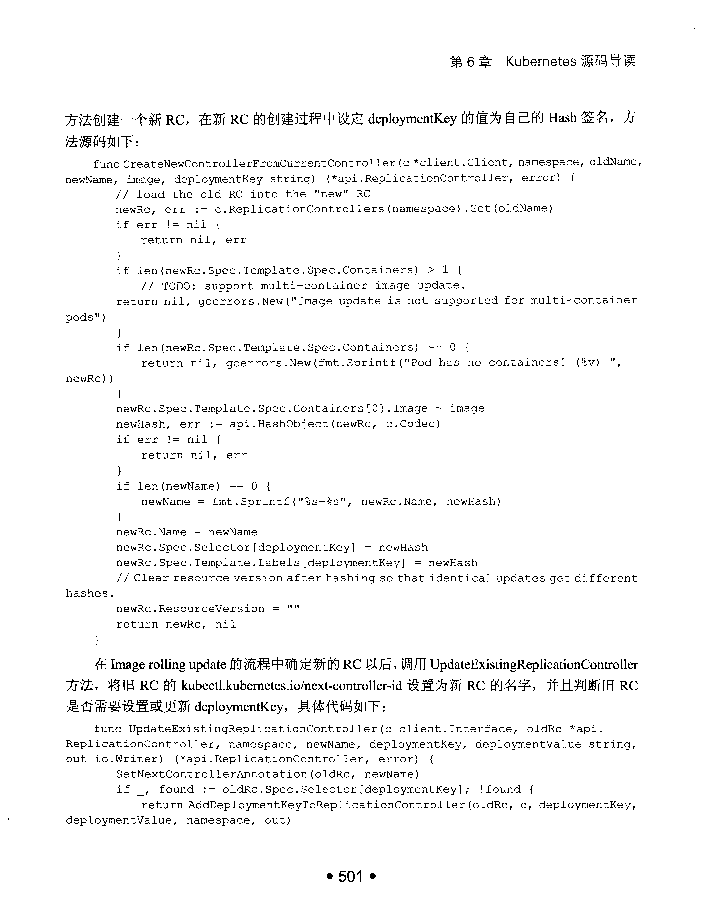 第 6 章 Kubernetes 源码导读
方法创建一个新 RC，在新 RC 的创建过程中设定 deploymentKey 的值为自己的 Hash 签名，方
法源码如下：
func CreateNewControllerFromCurrentController(c *client.Client, namespace, oldName,
newName, image, deploymentKey string) (*api.ReplicationController, error) {
// load the old RC into the "new" RC
newRc, err := c.ReplicationControllers(namespace).Get(oldName)
if err != nil {
return nil, err
}
if len(newRc.Spec.Template.Spec.Containers) > 1 {
// TODO: support multi-container image update.
return nil, goerrors.New("Image update is not supported for multi-container
pods")
}
if len(newRc.Spec.Template.Spec.Containers) == 0 {
return nil, goerrors.New(fmt.Sprintf("Pod has no containers! (%v) ",
newRc))
}
newRc.Spec.Template.Spec.Containers[0].Image = image
newHash, err := api.HashObject(newRc, c.Codec)
if err != nil {
return nil, err
}
if len(newName) == 0 {
newName = fmt.Sprintf("%s-%s", newRc.Name, newHash)
}
newRc.Name = newName
newRc.Spec.Selector[deploymentKey] = newHash
newRc.Spec.Template.Labels[deploymentKey] = newHash
// Clear resource version after hashing so that identical updates get different
hashes.
newRc.ResourceVersion = ""
return newRc, nil
}
在 Image rolling update 的流程中确定新的 RC 以后，调用 UpdateExistingReplicationController
方法，将旧 RC 的 kubectl.kubernetes.io/next-controller-id 设置为新 RC 的名字，并且判断旧 RC
是否需要设置或更新 deploymentKey，具体代码如下：
func UpdateExistingReplicationController(c client.Interface, oldRc *api.
ReplicationController, namespace, newName, deploymentKey, deploymentValue string,
out io.Writer) (*api.ReplicationController, error) {
SetNextControllerAnnotation(oldRc, newName)
if _, found := oldRc.Spec.Selector[deploymentKey]; !found {
return AddDeploymentKeyToReplicationController(oldRc, c, deploymentKey,
deploymentValue, namespace, out)
• 501 •